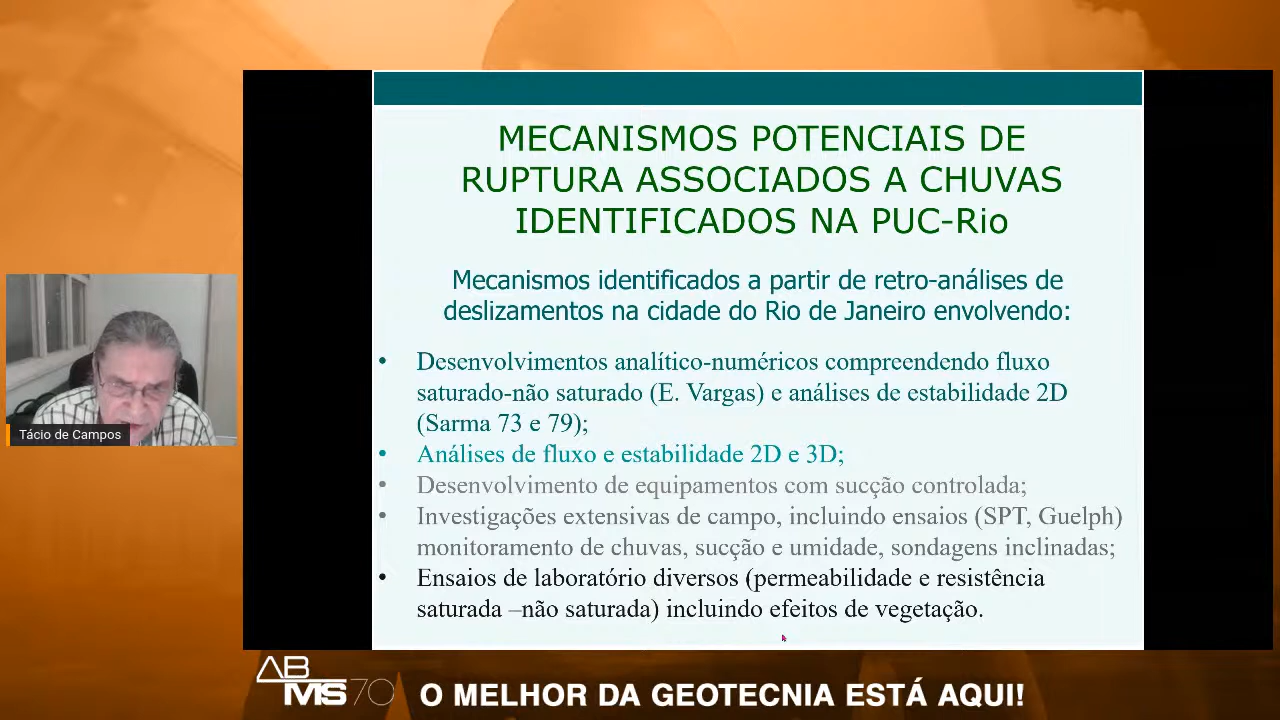 MECANISMOS POTENCIAIS DE
RUPTURA ASSOCIADOS A CHUVAS
IDENTIFICADOS NA PUC-Rio
Mecanismos identificados a partir de retro-análises de
deslizamentos na cidade do Rio de Janeiro envolvendo:
• Desenvolvimentos analítico-numéricos compreendendo fluxo
saturado-não saturado (E. Vargas) e análises de estabilidade 2D
(Sarma 73 e 79);
• Análises de fluxo e estabilidade 2D e 3D;
• Desenvolvimento de equipamentos com sucção controlada;
• Investigações extensivas de campo, incluindo ensaios (SPT, Guelph)
monitoramento de chuvas, sucção e umidade, sondagens inclinadas;
• Ensaios de laboratório diversos (permeabilidade e resistência
saturada –não saturada) incluindo efeitos de vegetação.
Tácio de Campos
AB
MS70
O MELHOR DA GEOTECNIA ESTÁ AQUI!